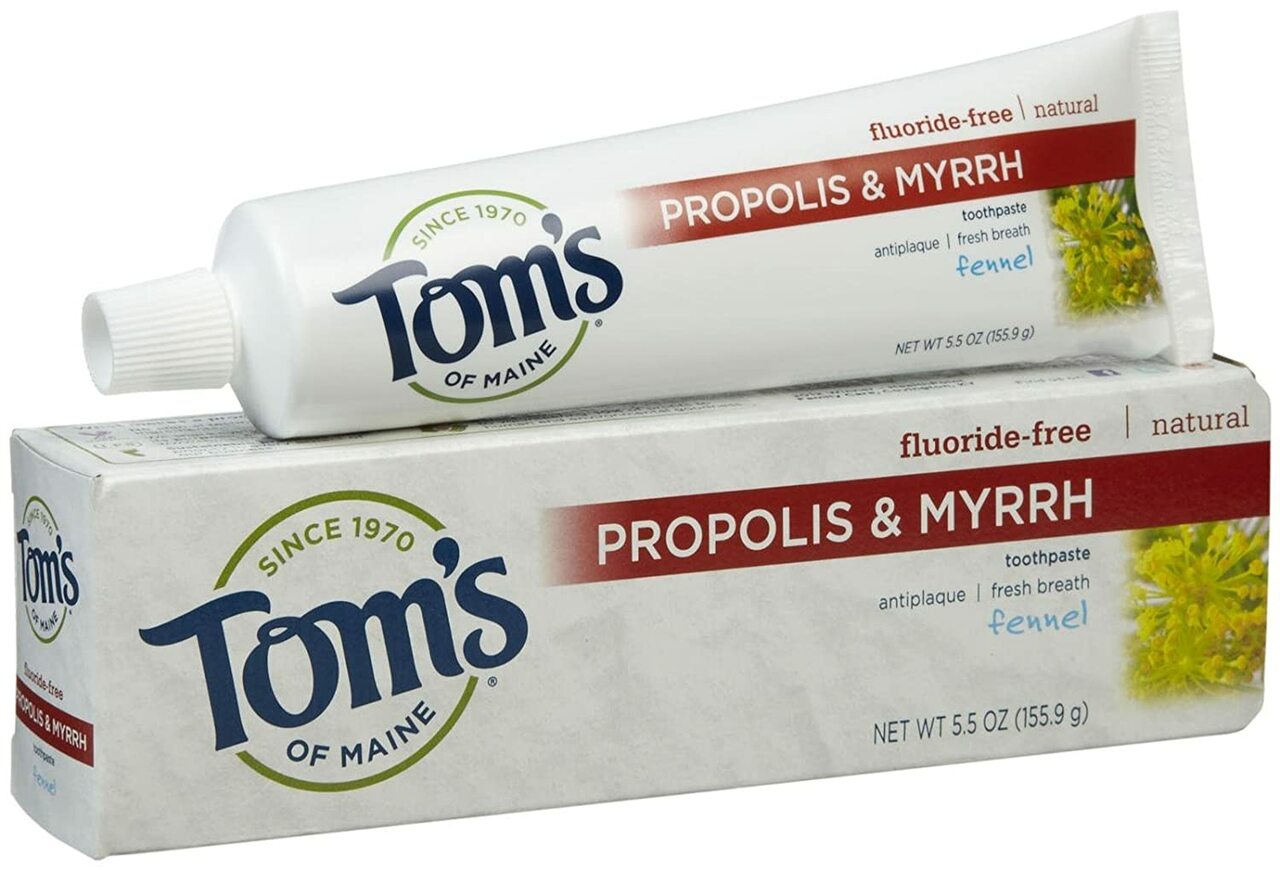 fluoride-free | natural
PROPOLIS & MYRRH
toothpaste
antiplaque | fresh breath
fennel
NET WT 5.5 OZ (155.9 g)
SINCE 1970
Tom's®
OF MAINE
fluoride-free | natural
PROPOLIS & MYRRH
toothpaste
antiplaque | fresh breath
fennel
NET WT 5.5 OZ (155.9 g)
SINCE 1970
Tom's®
OF MAINE
SINCE 1970
Tom's
OF MAINE
fluoride-free
PROPOLIS & MYRRH
toothpaste
fennel